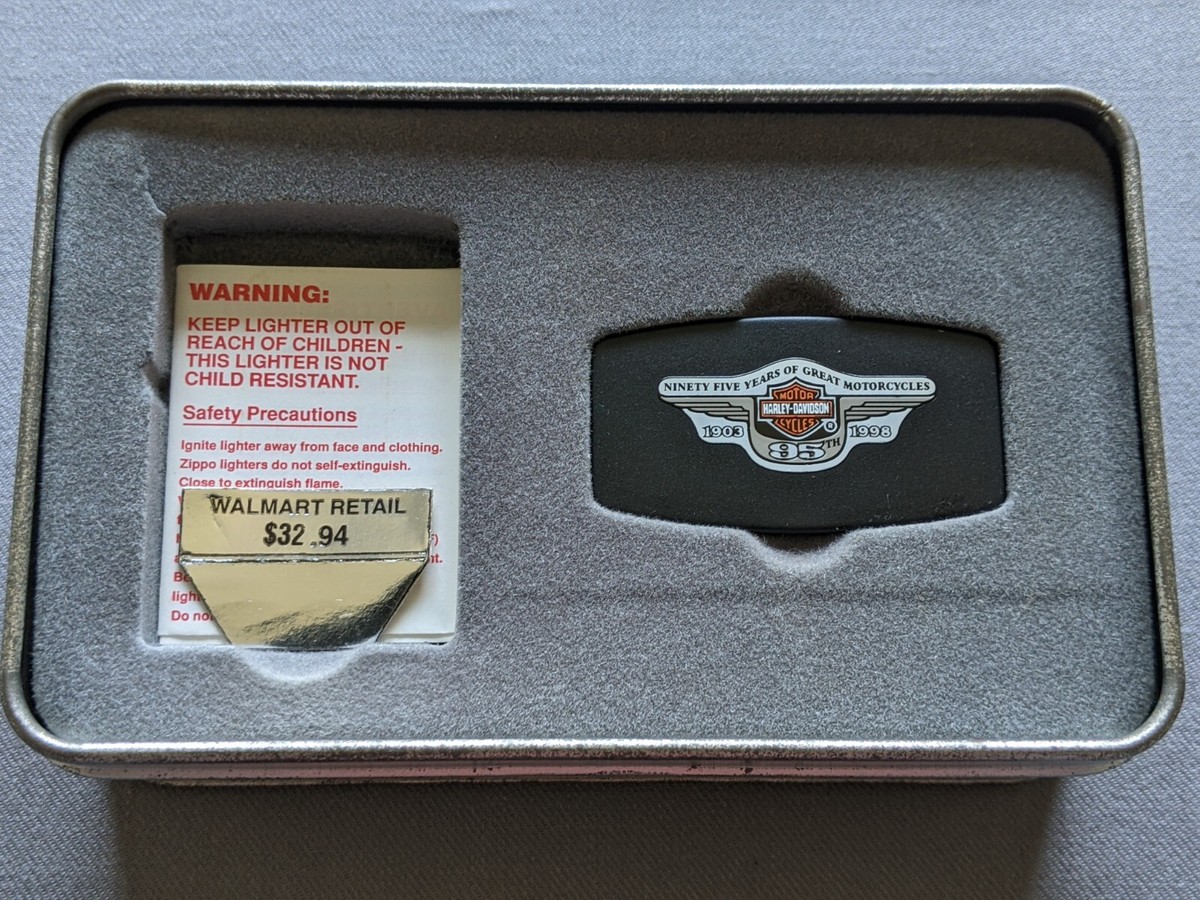 WARNING:
KEEP LIGHTER OUT OF
REACH OF CHILDREN -
THIS LIGHTER IS NOT
CHILD RESISTANT.
Safety Precautions
Ignite lighter away from face and clothing.
Zippo lighters do not self-extinguish.
Close to extinguish flame.
WALMART RETAIL
$32.94
Do not
NINETY FIVE YEARS OF GREAT MOTORCYCLES
MOTOR
HARLEY-DAVIDSON
CYCLES ®
1903 1998
95TH